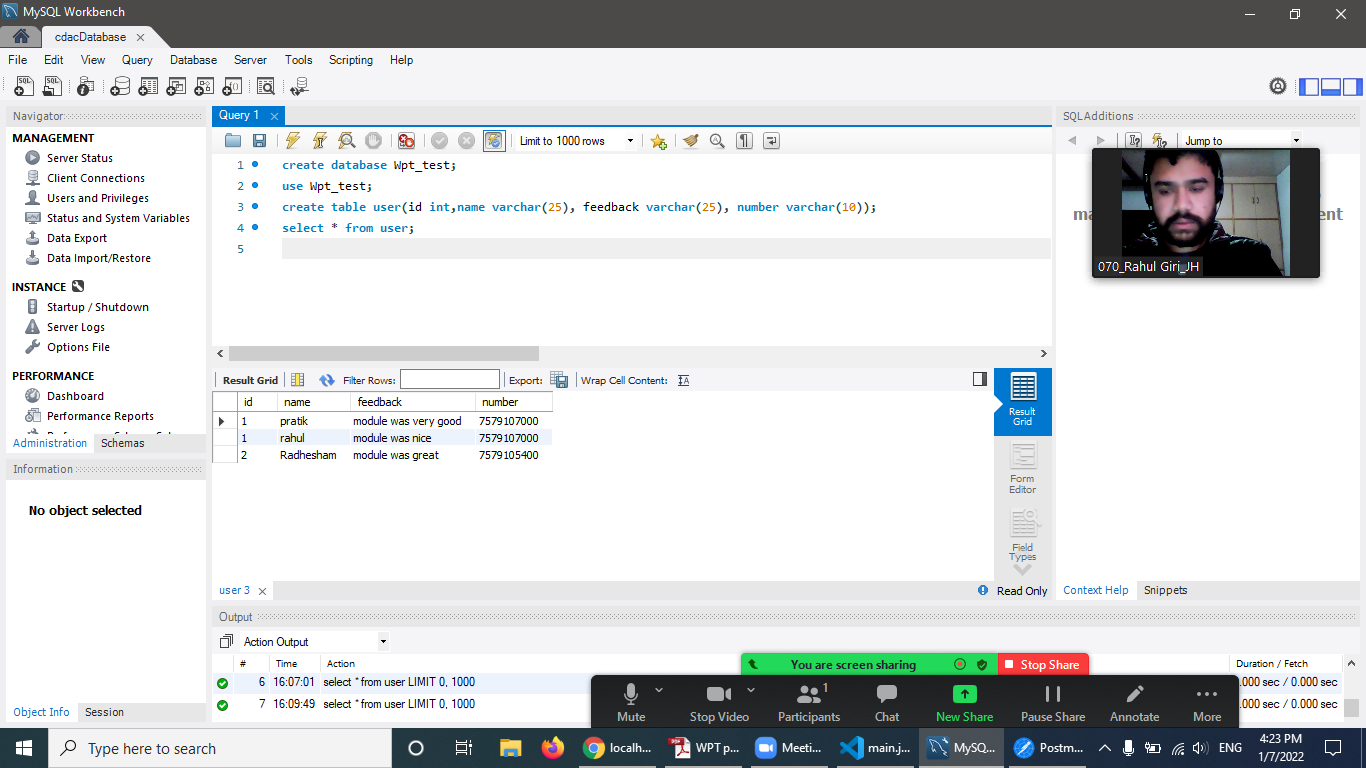 MySQL Workbench
cdacDatabase
File Edit View Query Database Server Tools Scripting Help
Navigator
MANAGEMENT
Server Status
Client Connections
Users and Privileges
Status and System Variables
Data Export
Data Import/Restore
INSTANCE
Startup / Shutdown
Server Logs
Options File
PERFORMANCE
Dashboard
Performance Reports
Administration Schemas
Information
No object selected
Object Info Session
Query 1
Limit to 1000 rows
1 create database Wpt_test;
2 use Wpt_test;
3 create table user(id int,name varchar(25), feedback varchar(25), number varchar(10));
4 select * from user;
5
Result Grid Filter Rows: Export: Wrap Cell Content:
id name feedback number
1 pratik module was very good 7579107000
1 rahul module was nice 7579107000
2 Radhesham module was great 7579105400
Result
Grid
Form
Editor
Field
Types
user 3
Read Only
SQLAdditions
Jump to
070_Rahul Giri_JH
Context Help Snippets
Output
Action Output
# Time Action Duration / Fetch
6 16:07:01 select * from user LIMIT 0, 1000 .000 sec / 0.000 sec
7 16:09:49 select * from user LIMIT 0, 1000 .000 sec / 0.000 sec
You are screen sharing Stop Share
Mute Stop Video Participants 1 Chat New Share Pause Share Annotate More
Type here to search
localh... WPT p... Meeti... main.j... MySQ... Postm...
ENG
4:23 PM
1/7/2022